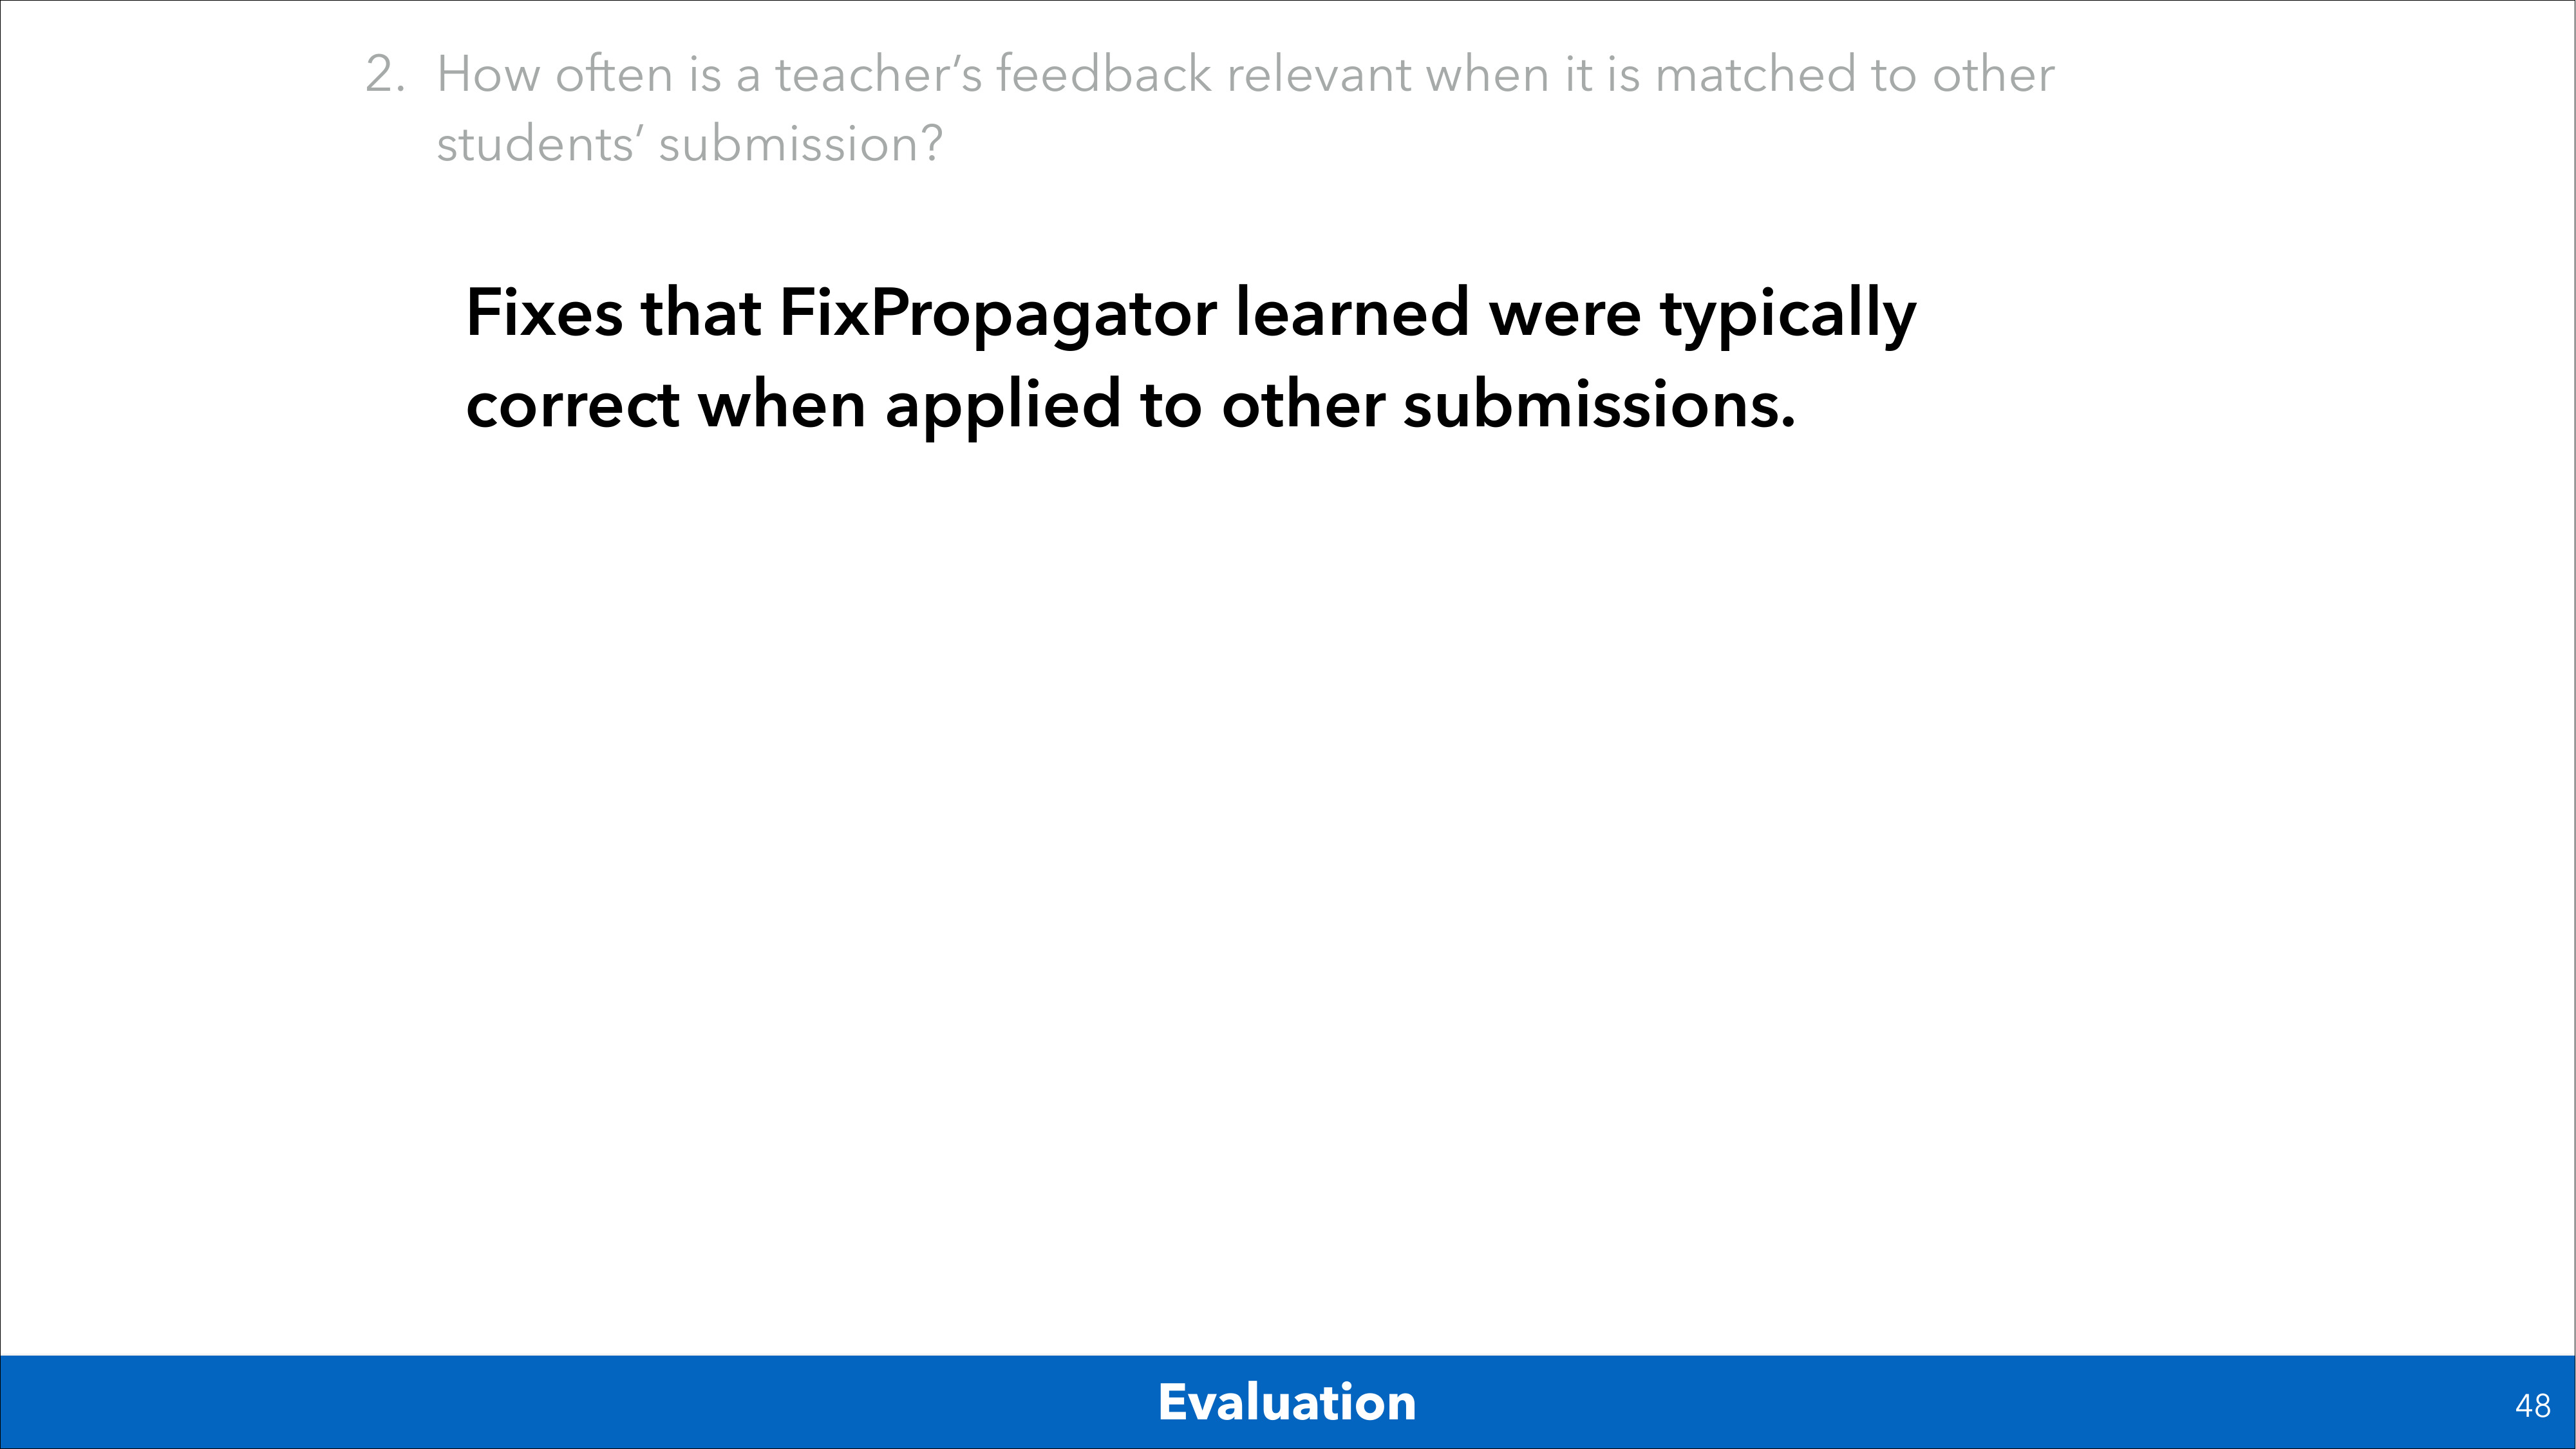 2. How often is a teacher’s feedback relevant when it is matched to other
students’ submission?
Fixes that FixPropagator learned were typically
correct when applied to other submissions.
Evaluation
48